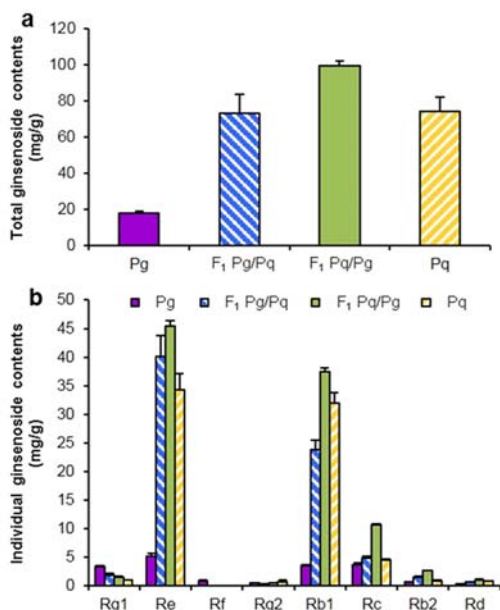 a
Total ginsenoside contents
(mg/g)
120
100
80
60
40
20
0
Pg
F₁ Pg/Pq
F₁ Pq/Pg
Pq
b
Pg
F₁ Pg/Pq
F₁ Pq/Pg
Pq
Individual ginsenoside contents
(mg/g)
50
45
40
35
30
25
20
15
10
5
0
Rg1
Re
Rf
Rg2
Rb1
Rc
Rb2
Rd